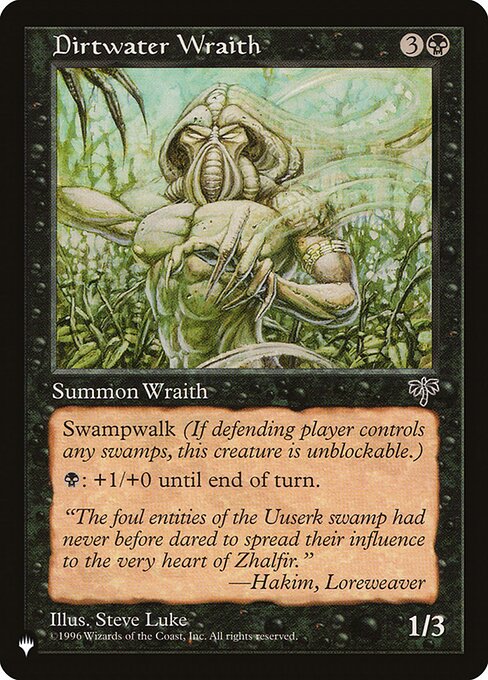 Dirtwater Wraith 3
Summon Wraith
Swampwalk (If defending player controls
any swamps, this creature is unblockable.)
: +1/+0 until end of turn.
“The foul entities of the Uuserk swamp had
never before dared to spread their influence
to the very heart of Zhalfir.”
—Hakim, Loreweaver
Illus. Steve Luke
©1996 Wizards of the Coast, Inc. All rights reserved.
1/3